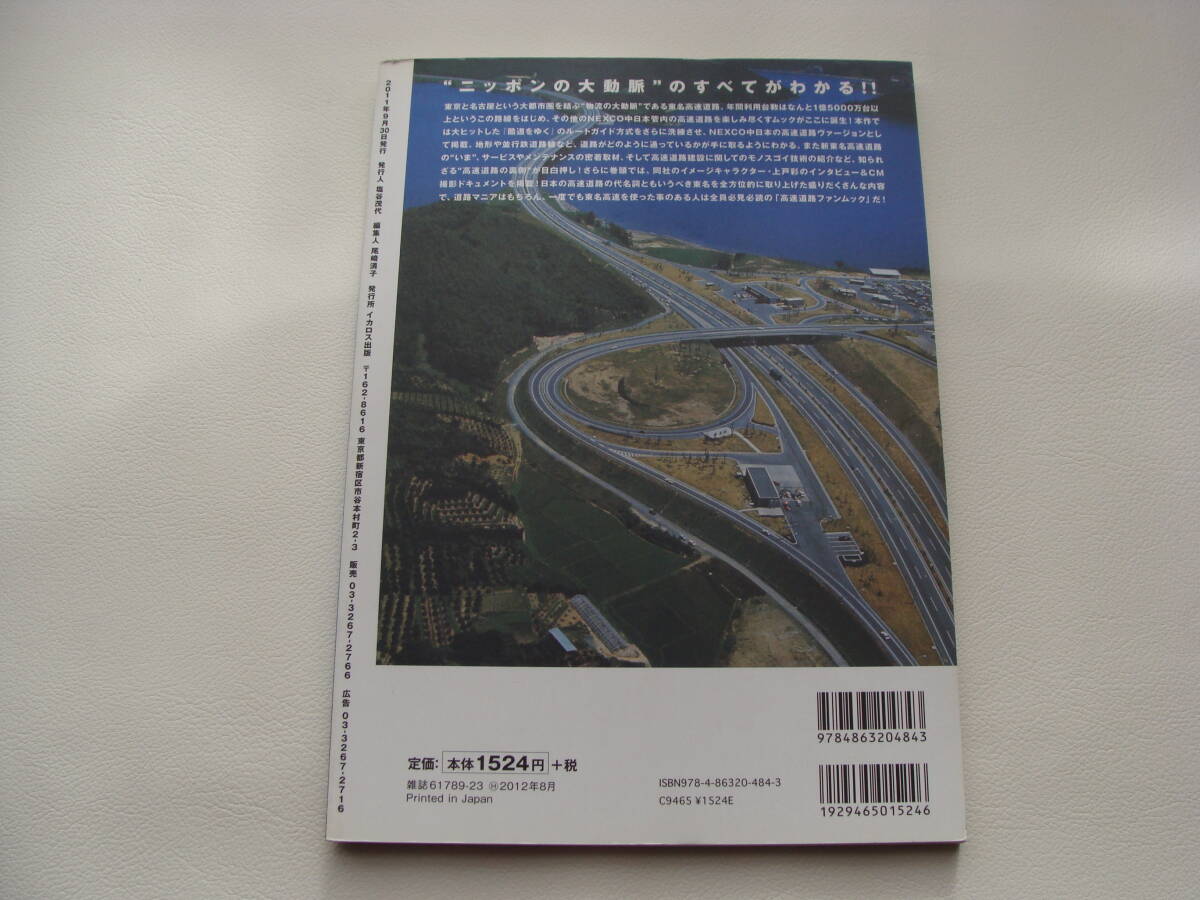 “ニッポンの大動脈”のすべてがわかる!!
東京と名古屋という大都市圏を結ぶ“物流の大動脈”である東名高速道路。年間利用台数はなんと1億5000万台以
上というこの路線をはじめ、その他のNEXCO中日本管内の高速道路を楽しみ尽くすムックがここに誕生！本作で
は大ヒットした「酷道をゆく」のルートガイド方式をさらに洗練させ、NEXCO中日本の高速道路ヴァージョンとし
て掲載。地形や並行鉄道路線など、道路がどのように通っているかが手に取るようにわかる。また新東名高速道路
の“いま”、サービスやメンテナンスの密着取材、そして高速道路建設に関してのモノスゴイ技術の紹介など、知られ
ざる“高速道路の裏側”が目白押し！さらに巻頭では、同社のイメージキャラクター・上戸彩のインタビュー&CM
撮影ドキュメントを掲載！日本の高速道路の代名詞ともいうべき東名を全方位的に取り上げた盛りだくさんな内容
で、道路マニアはもちろん、一度でも東名高速を使った事のある人は全員必見必読の「高速道路ファンムック」だ！
2011年9月30日発行 発行人 塩谷茂代 編集人 尾崎清子 発行所 イカロス出版 〒162-8616 東京都新宿区市谷本村町2-3 販売 03-3267-2766 広告 03-3267-2716
9784863204843
定価: 本体1524円 +税
雑誌61789-23 Ⓗ2012年8月
Printed in Japan
ISBN978-4-86320-484-3
C9465 ¥1524E
1929465015246